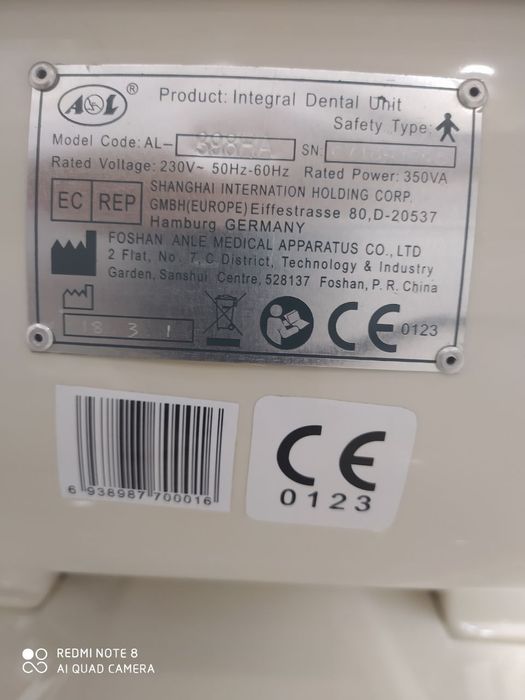 AOL ®
Product: Integral Dental Unit
Safety Type:
Model Code: AL- 398HA SN:
Rated Voltage: 230V~ 50Hz-60Hz Rated Power: 350VA
EC REP
SHANGHAI INTERNATION HOLDING CORP.
GMBH(EUROPE)Eiffestrasse 80,D-20537
Hamburg GERMANY
FOSHAN ANLE MEDICAL APPARATUS CO., LTD
2 Flat, No. 7,C District, Technology & Industry
Garden, Sanshui Centre, 528137 Foshan, P. R. China
18 3 1
CE 0123
6 938987 700016
CE
0123
REDMI NOTE 8
AI QUAD CAMERA